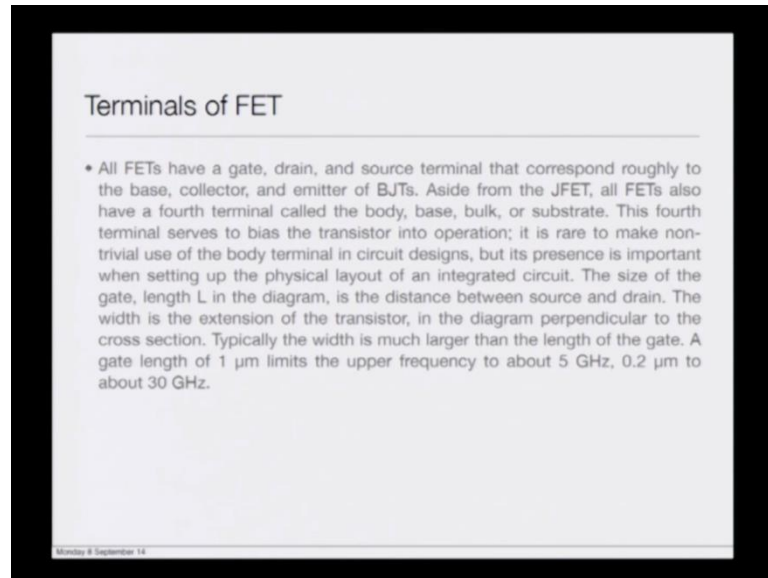 Terminals of FET
• All FETs have a gate, drain, and source terminal that correspond roughly to
the base, collector, and emitter of BJTs. Aside from the JFET, all FETs also
have a fourth terminal called the body, base, bulk, or substrate. This fourth
terminal serves to bias the transistor into operation; it is rare to make non-
trivial use of the body terminal in circuit designs, but its presence is important
when setting up the physical layout of an integrated circuit. The size of the
gate, length L in the diagram, is the distance between source and drain. The
width is the extension of the transistor, in the diagram perpendicular to the
cross section. Typically the width is much larger than the length of the gate. A
gate length of 1 μm limits the upper frequency to about 5 GHz, 0.2 μm to
about 30 GHz.
Monday 8 September 14